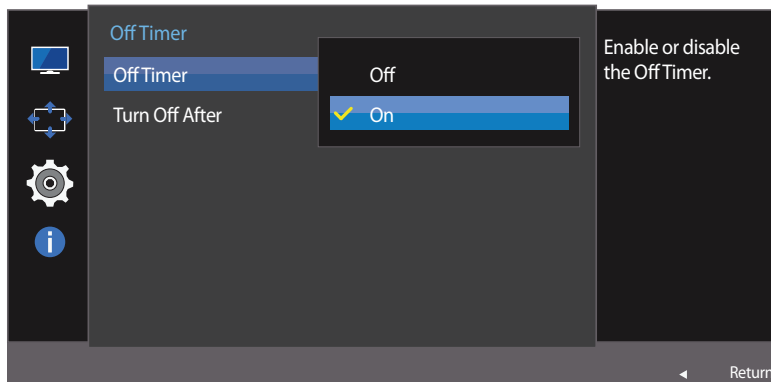 Off Timer
Off Timer
Off
Turn Off After
On
Enable or disable
the Off Timer.
Return